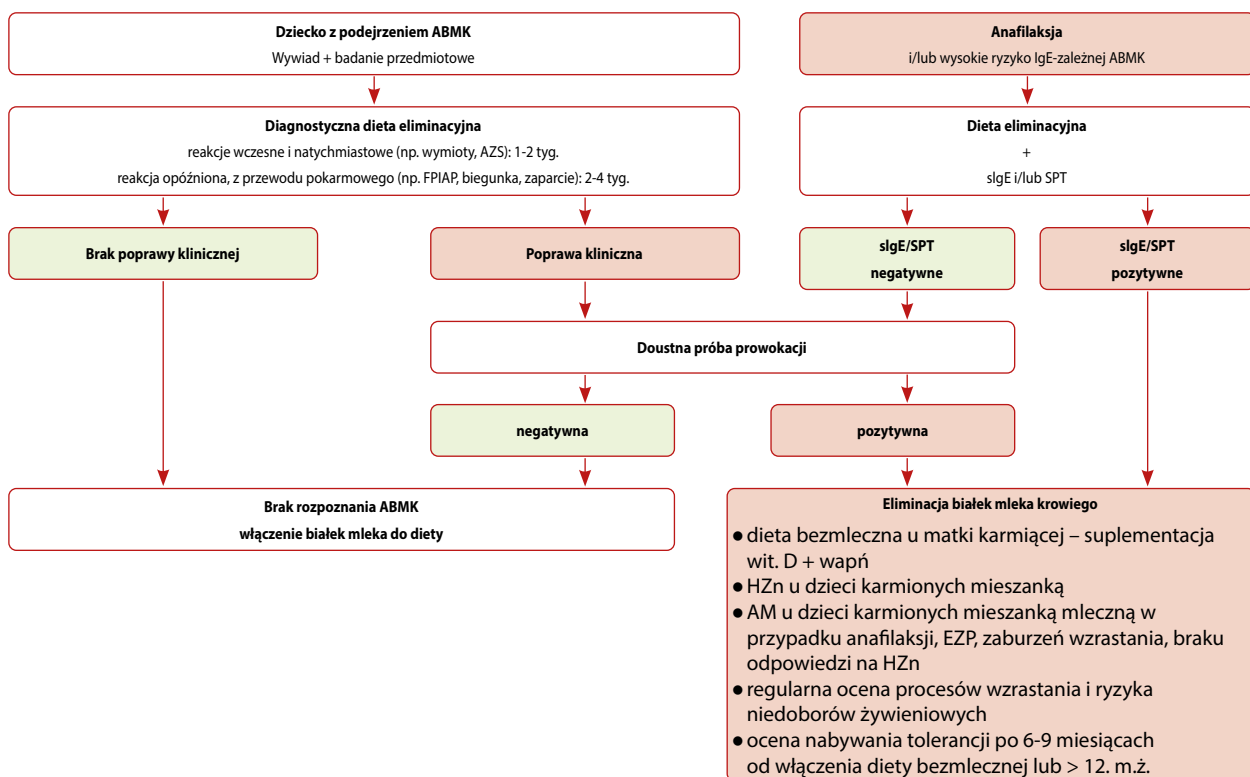 Dziecko z podejrzeniem ABMK
Wywiad + badanie przedmiotowe
Anafilaksja
i/lub wysokie ryzyko IgE-zależnej ABMK
Diagnostyczna dieta eliminacyjna
reakcje wczesne i natychmiastowe (np. wymioty, AZS): 1-2 tyg.
reakcja opóźniona, z przewodu pokarmowego (np. FPIAP, biegunka, zaparcie): 2-4 tyg.
Dieta eliminacyjna
+
sIgE i/lub SPT
Brak poprawy klinicznej
Poprawa kliniczna
sIgE/SPT
negatywne
sIgE/SPT
pozytywne
Doustna próba prowokacji
negatywna
pozytywna
Brak rozpoznania ABMK
włączenie białek mleka do diety
Eliminacja białek mleka krowiego
● dieta bezmleczna u matki karmiącej – suplementacja
wit. D + wapń
● HZn u dzieci karmionych mieszanką
● AM u dzieci karmionych mieszanką mleczną w
przypadku anafilaksji, EZP, zaburzeń wzrastania, braku
odpowiedzi na HZn
● regularna ocena procesów wzrastania i ryzyka
niedoborów żywieniowych
● ocena nabywania tolerancji po 6-9 miesiącach
od włączenia diety bezmlecznej lub > 12. m.ż.